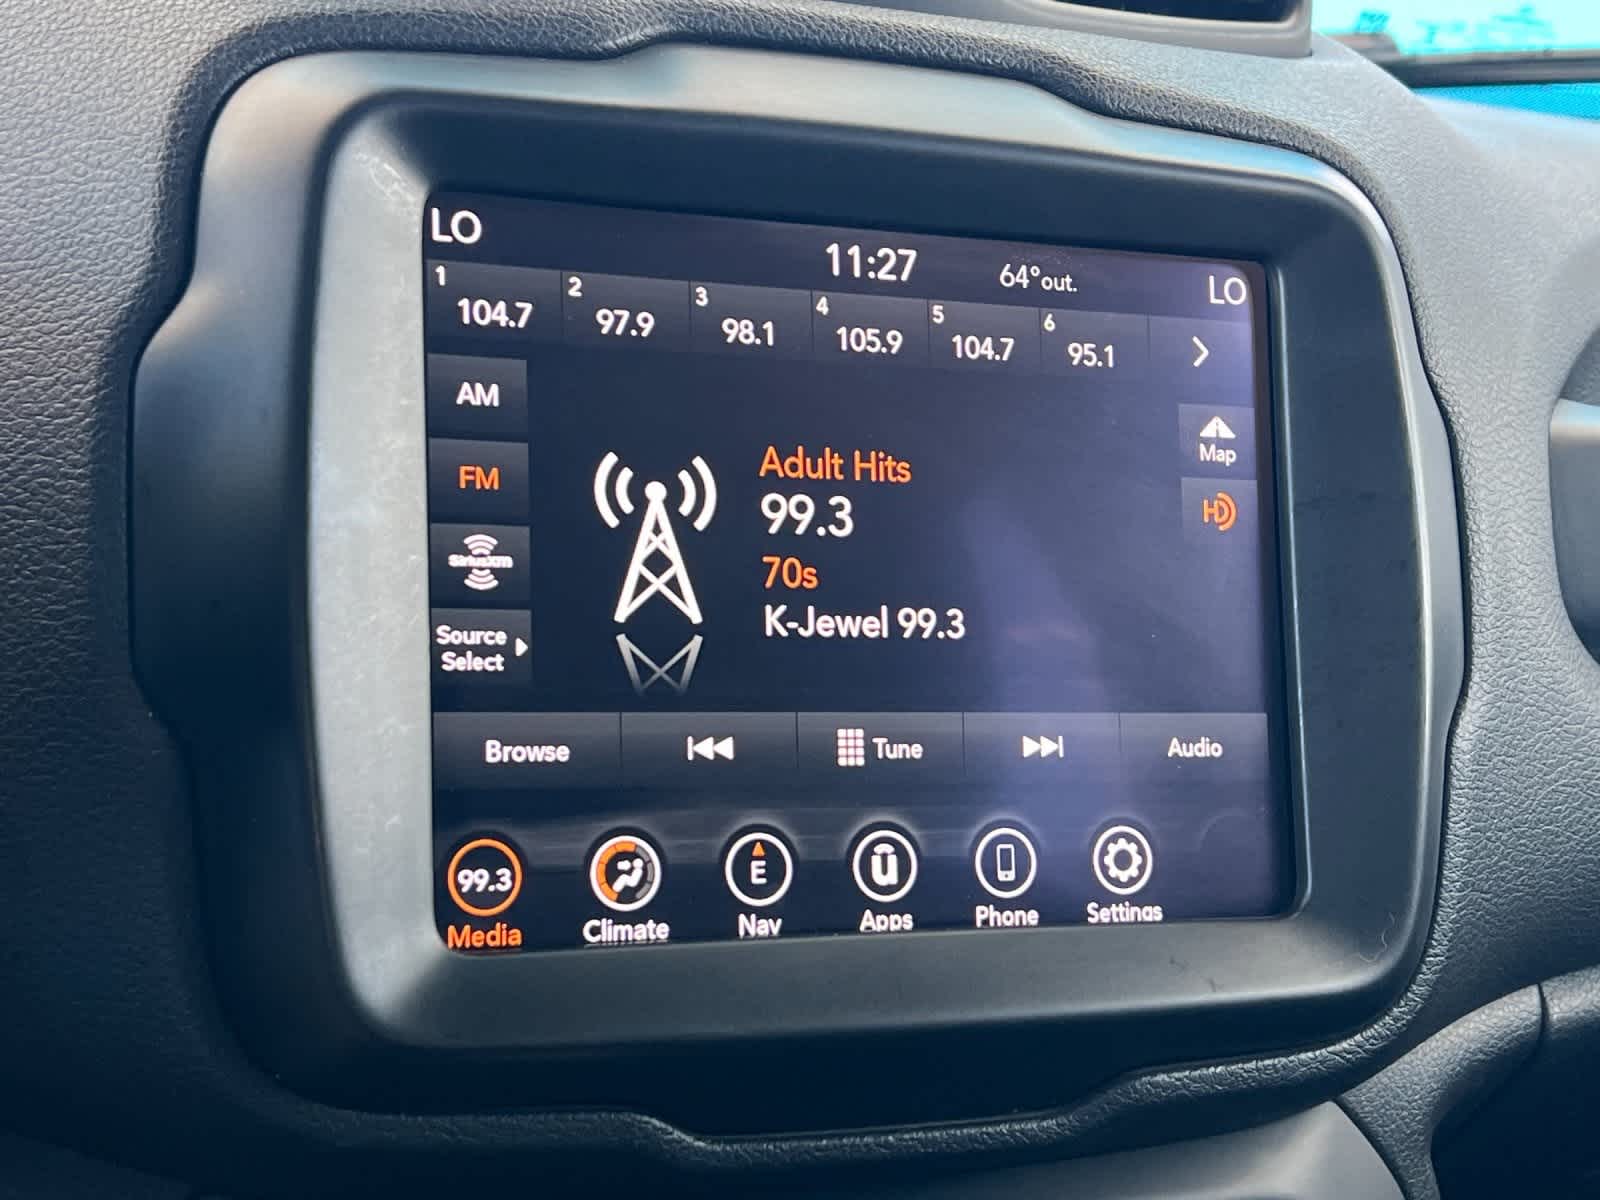 LO
11:27
64°out.
LO
1
104.7
2
97.9
3
98.1
4
105.9
5
104.7
6
95.1
AM
FM
siriusxm
Source
Select
Adult Hits
99.3
70s
K-Jewel 99.3
Map
HD
Browse
Tune
Audio
99.3
Media
Climate
E
Nav
u
Apps
Phone
Settings